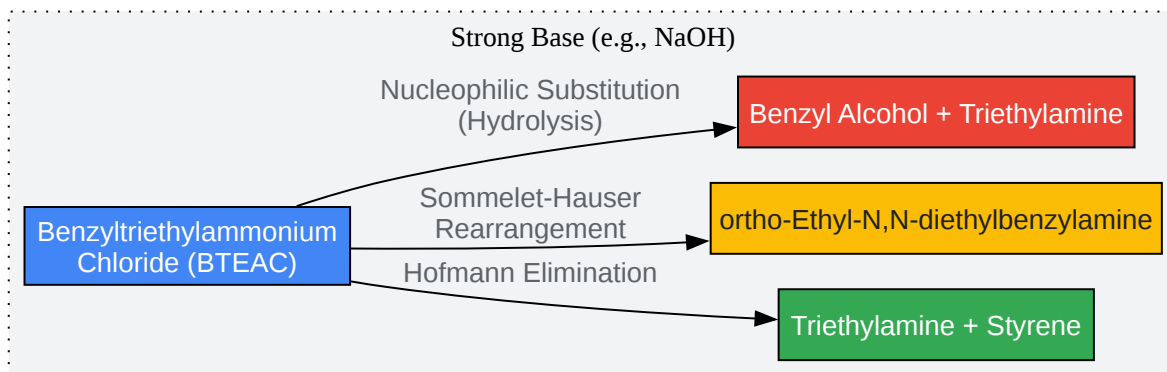 Strong Base (e.g., NaOH)
Nucleophilic Substitution
(Hydrolysis)
Benzyl Alcohol + Triethylamine
Sommelet-Hauser
Rearrangement
ortho-Ethyl-N,N-diethylbenzylamine
Benzyltriethylammonium
Chloride (BTEAC)
Hofmann Elimination
Triethylamine + Styrene